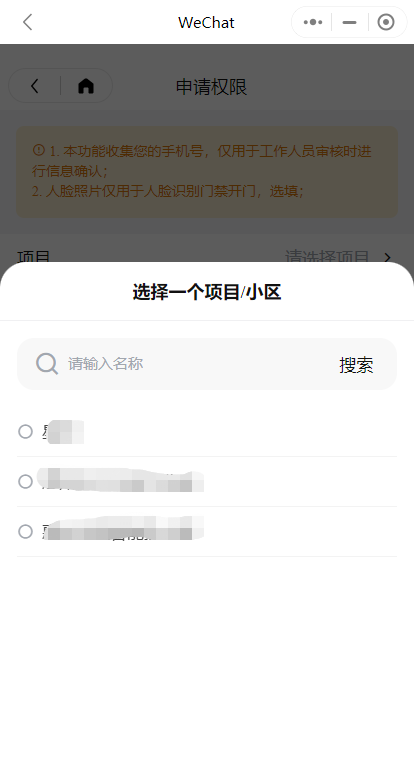 WeChat
申请权限
1. 本功能收集您的手机号，仅用于工作人员审核时进
行信息确认；
2. 人脸照片仅用于人脸识别门禁开门，选填；
项目 请选择项目
选择一个项目/小区
请输入名称 搜索